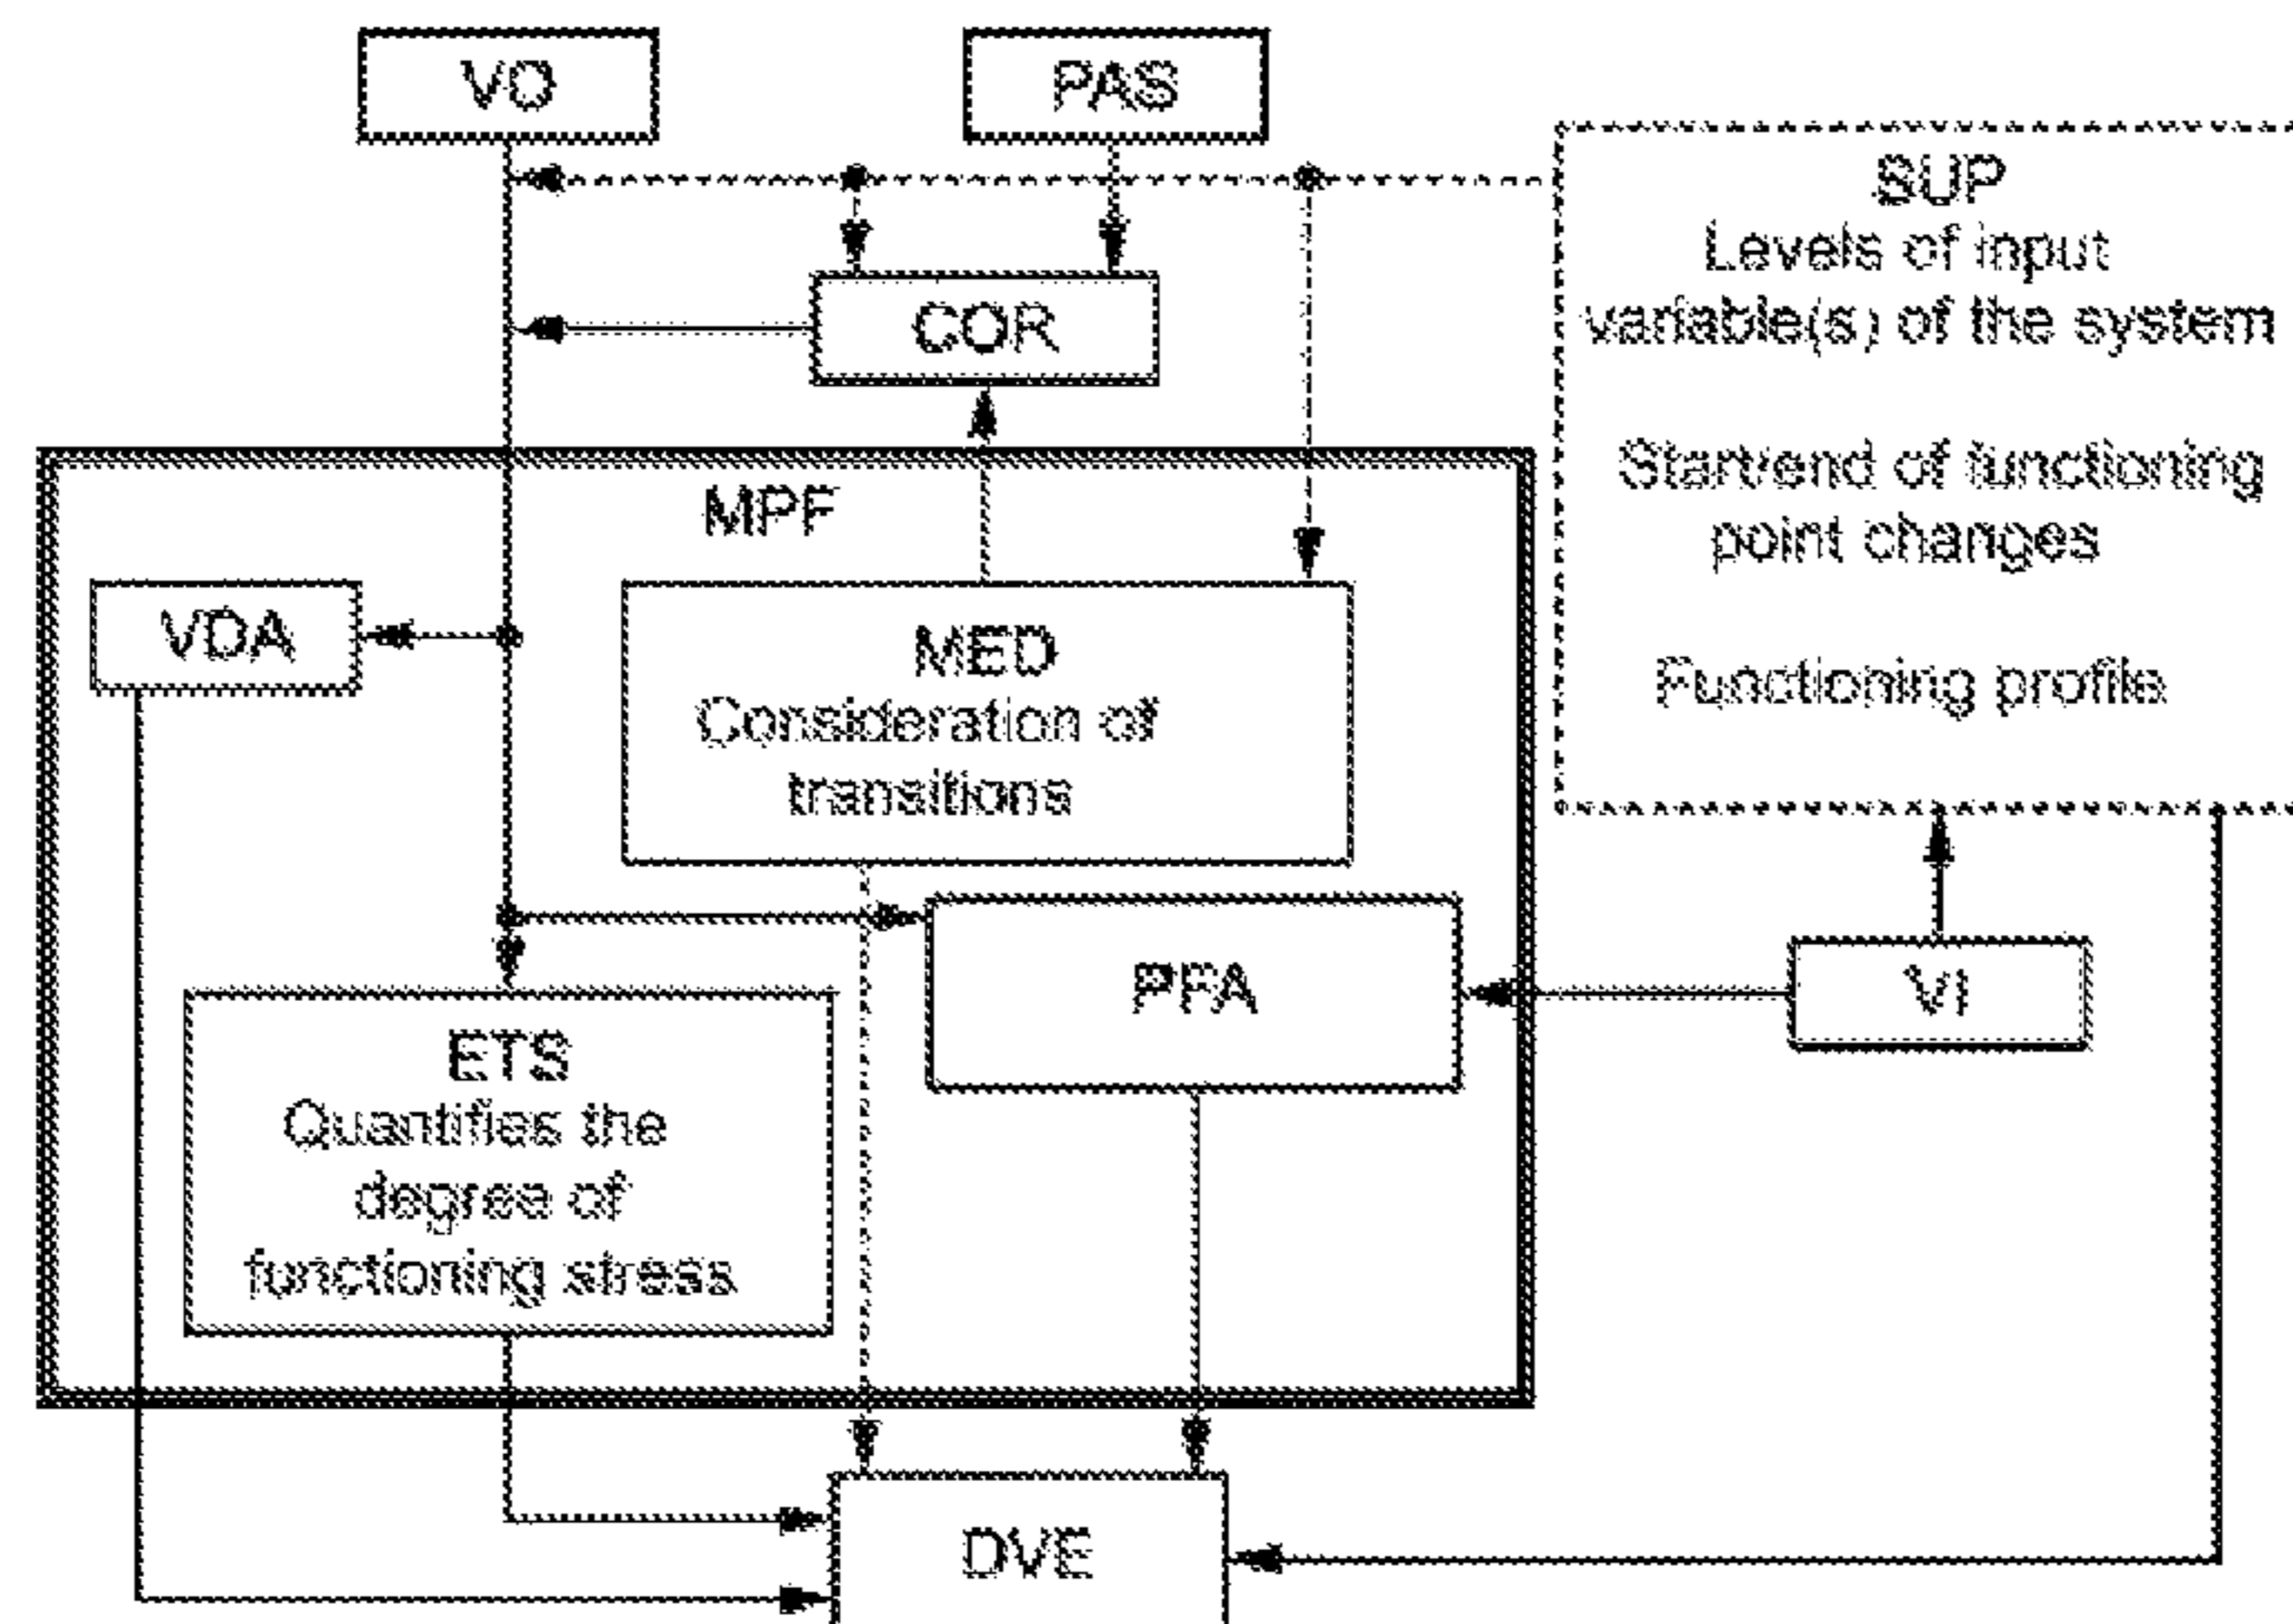 VO
PAS
SUP
Levels of input
variable(s) of the system
Start/end of functioning
point changes
Functioning profile
COR
MPF
VDA
MED
Consideration of
transitions
PFA
VI
ETS
Quantifies the
degree of
functioning stress
DVE